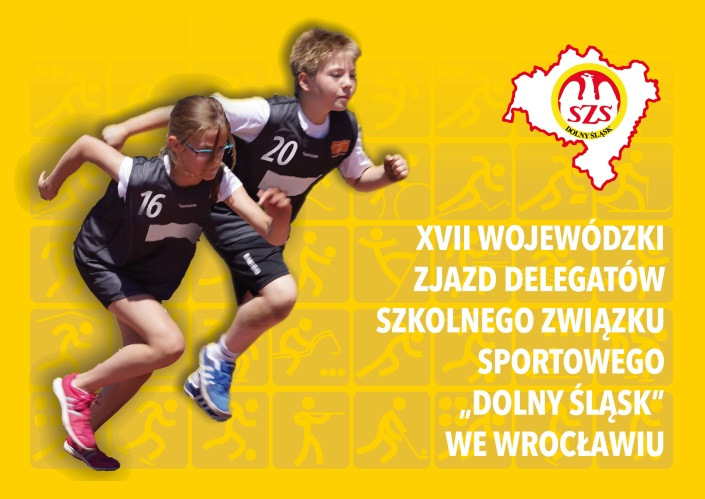 20
16
SZS
DOLNY ŚLĄSK
XVII WOJEWÓDZKI
ZJAZD DELEGATÓW
SZKOLNEGO ZWIĄZKU
SPORTOWEGO
„DOLNY ŚLĄSK”
WE WROCŁAWIU